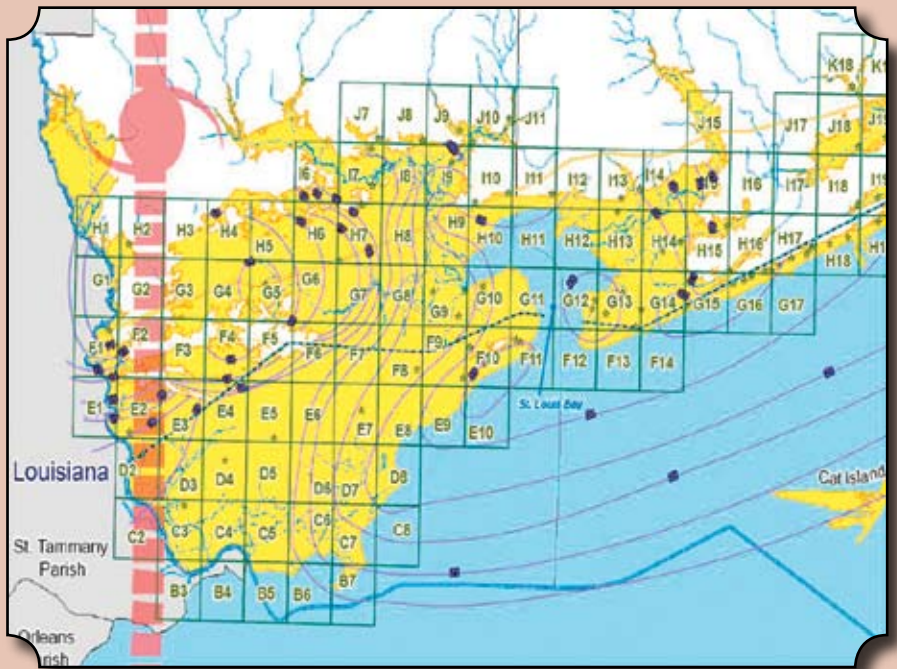 K18
J7 J8 J9 J10 J11 J15 J17 J18
I6 I7 I8 I9 I10 I11 I12 I13 I14 I16 I17 I18
H1 H2 H3 H4 H5 H6 H7 H8 H9 H10 H11 H12 H13 H14 H15 H16 H17 H18
G1 G2 G3 G4 G5 G6 G7 G8 G9 G10 G11 G12 G13 G14 G15 G16 G17
F1 F2 F3 F4 F5 F6 F7 F8 F9 F10 F11 F12 F13 F14
E1 E2 E3 E4 E5 E6 E7 E8 E9 E10
St. Louis Bay
Louisiana
D2 D3 D4 D5 D6 D7 D8
Cat Island
C2 C3 C4 C5 C6 C7 C8
St. Tammany
Parish
B3 B4 B5 B6 B7
Orleans
rish